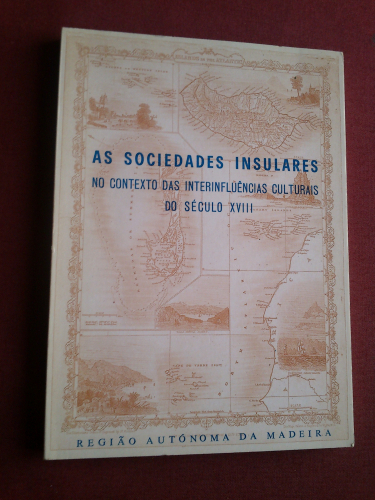 AS SOCIEDADES INSULARES
NO CONTEXTO DAS INTERINFLUÊNCIAS CULTURAIS
DO SÉCULO XVIII
REGIÃO AUTÓNOMA DA MADEIRA